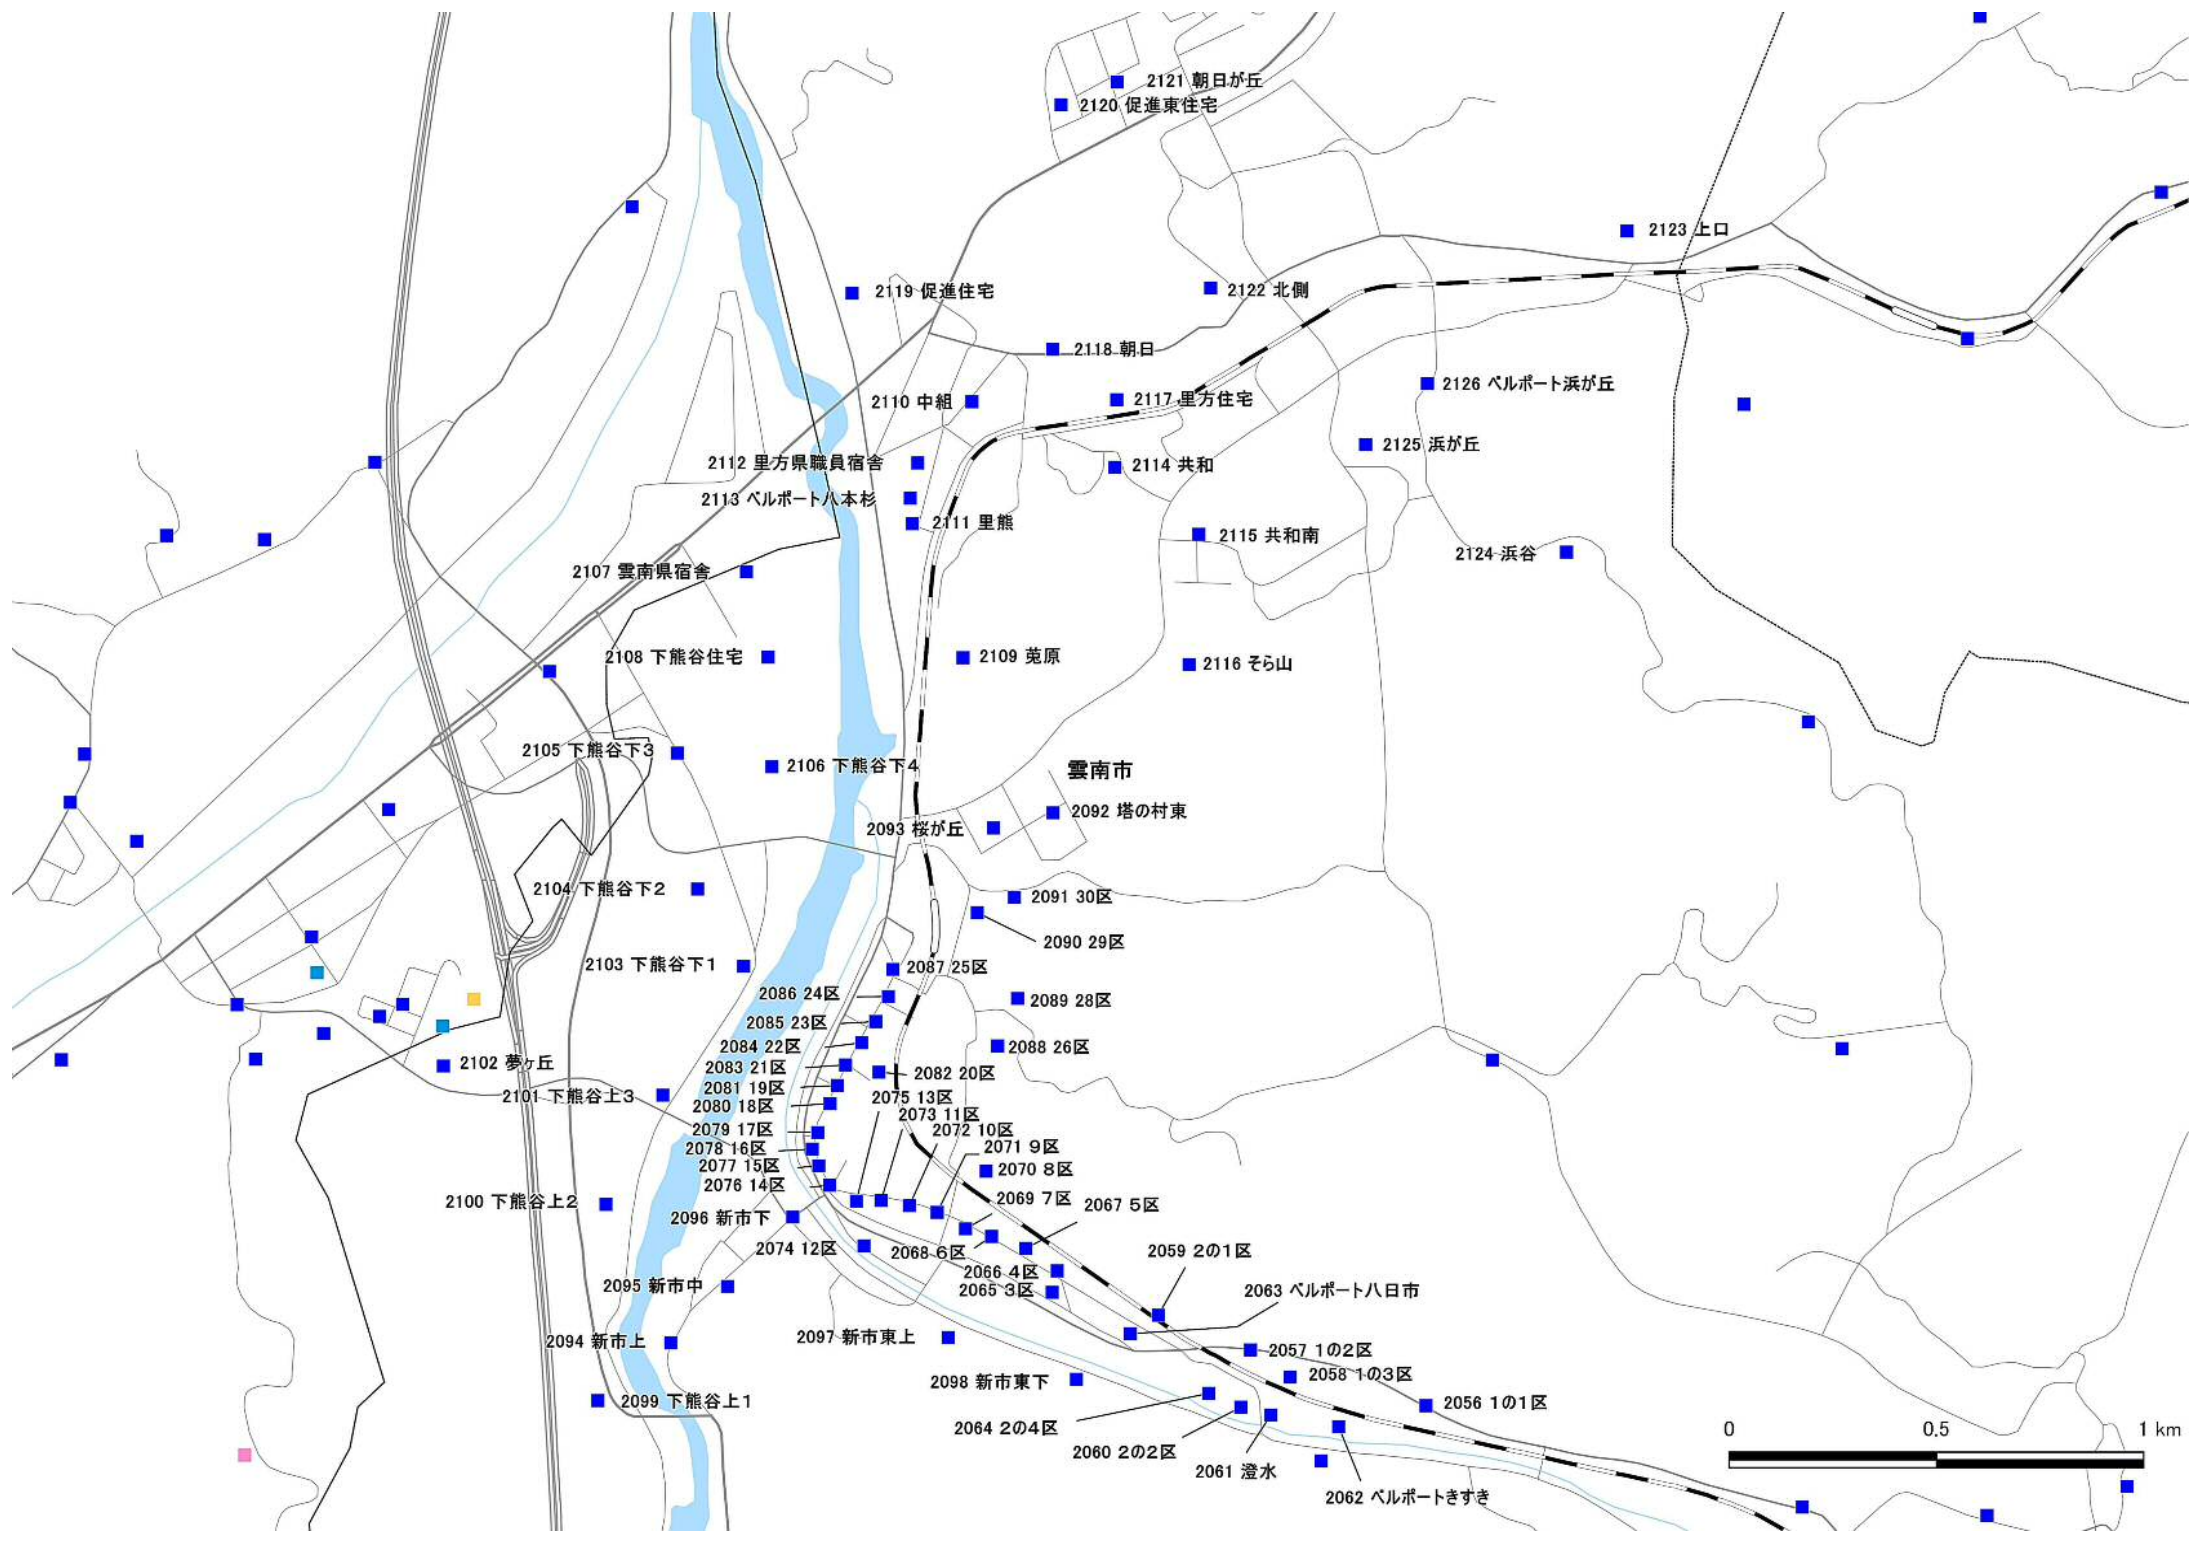 2121 朝日が丘
2120 促進東住宅
2123 上口
2119 促進住宅
2122 北側
2118 朝日
2126 ベルポート浜が丘
2110 中組
2117 里方住宅
2125 浜が丘
2112 里方県職員宿舎
2114 共和
2113 ベルポート八本杉
2111 里熊
2115 共和南
2124 浜谷
2107 雲南県宿舎
2108 下熊谷住宅
2109 莵原
2116 そら山
2105 下熊谷下3
2106 下熊谷下4
雲南市
2092 塔の村東
2093 桜が丘
2104 下熊谷下2
2091 30区
2090 29区
2103 下熊谷下1
2087 25区
2086 24区
2089 28区
2085 23区
2084 22区
2088 26区
2102 夢ヶ丘
2083 21区
2082 20区
2081 19区
2101 下熊谷上3
2075 13区
2080 18区
2073 11区
2079 17区
2072 10区
2078 16区
2071 9区
2077 15区
2070 8区
2076 14区
2069 7区
2100 下熊谷上2
2067 5区
2096 新市下
2074 12区
2068 6区
2059 2の1区
2066 4区
2095 新市中
2065 3区
2063 ベルポート八日市
2097 新市東上
2094 新市上
2057 1の2区
2058 1の3区
2098 新市東下
2099 下熊谷上1
2056 1の1区
2064 2の4区
0 0.5 1 km
2060 2の2区
2061 澄水
2062 ベルポートきすき